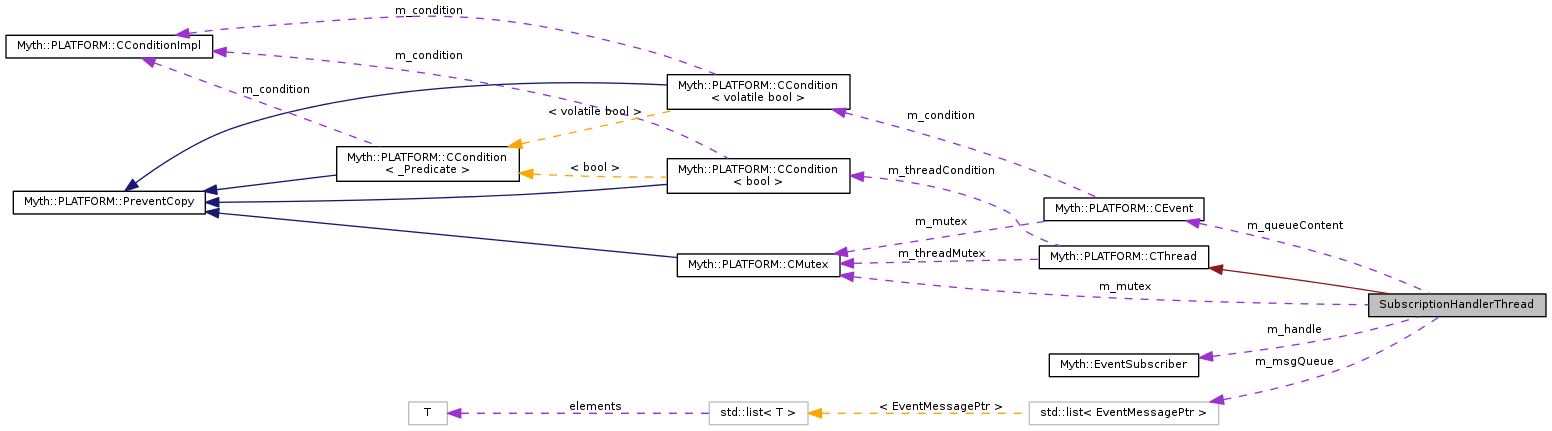 m_condition
Myth::PLATFORM::CConditionImpl
m_condition
m_condition
Myth::PLATFORM::CCondition
< volatile bool >
< volatile bool >
m_condition
Myth::PLATFORM::CCondition
< _Predicate >
< bool >
Myth::PLATFORM::CCondition
< bool >
m_threadCondition
Myth::PLATFORM::PreventCopy
Myth::PLATFORM::CEvent
m_mutex
m_queueContent
m_threadMutex
Myth::PLATFORM::CThread
Myth::PLATFORM::CMutex
m_mutex
SubscriptionHandlerThread
m_handle
Myth::EventSubscriber
m_msgQueue
T
elements
std::list< T >
< EventMessagePtr >
std::list< EventMessagePtr >